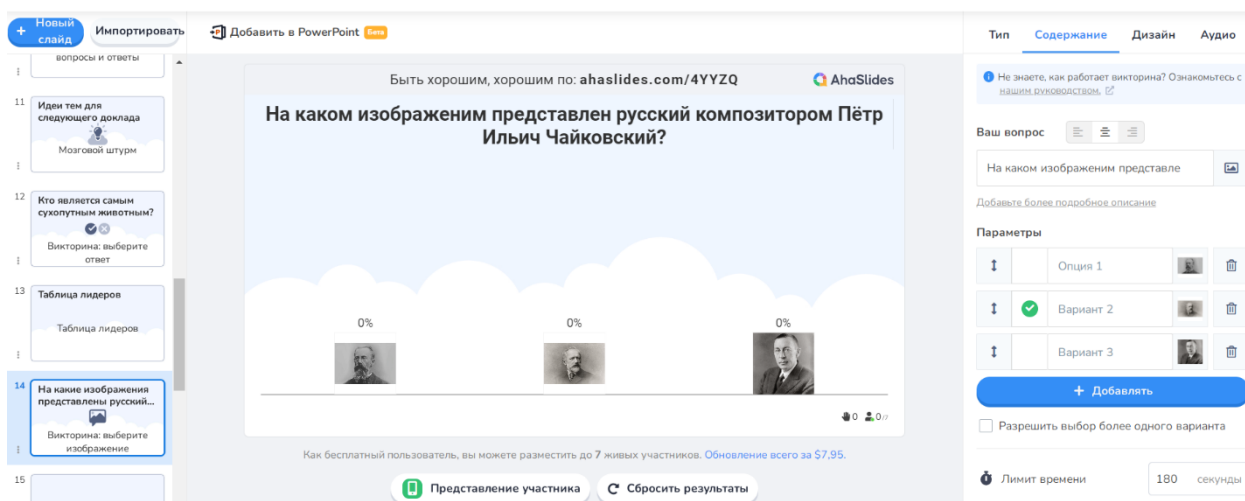 + Новый слайд
Импортировать
Добавить в PowerPoint Бета
Тип Содержание Дизайн Аудио
вопросы и ответы
11 Идеи тем для
следующего доклада
Мозговой штурм
12 Кто является самым
сухопутным животным?
Викторина: выберите
ответ
13 Таблица лидеров
Таблица лидеров
14 На какие изображения
представлены русский...
Викторина: выберите
изображение
15
Быть хорошим, хорошим по: ahaslides.com/4YYZQ
AhaSlides
На каком изображеним представлен русский композитором Пётр
Ильич Чайковский?
0% 0% 0%
0 0/7
Как бесплатный пользователь, вы можете разместить до 7 живых участников. Обновление всего за $7,95.
Представление участника
Сбросить результаты
Не знаете, как работает викторина? Ознакомьтесь с
нашим руководством.
Ваш вопрос
На каком изображеним представле
Добавьте более подробное описание
Параметры
Опция 1
Вариант 2
Вариант 3
+ Добавлять
Разрешить выбор более одного варианта
Лимит времени 180 секунды